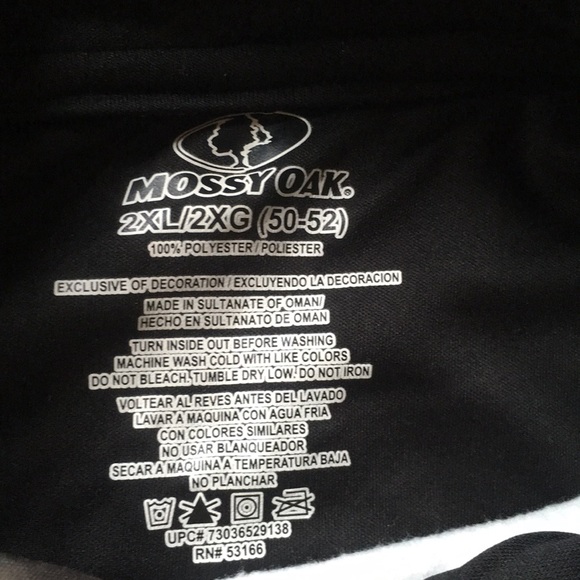 MOSSY OAK®
2XL/2XG (50-52)
100% POLYESTER/POLIESTER
EXCLUSIVE OF DECORATION/EXCLUYENDO LA DECORACION
MADE IN SULTANATE OF OMAN/
HECHO EN SULTANATO DE OMAN
TURN INSIDE OUT BEFORE WASHING
MACHINE WASH COLD WITH LIKE COLORS
DO NOT BLEACH. TUMBLE DRY LOW. DO NOT IRON
VOLTEAR AL REVES ANTES DEL LAVADO
LAVAR A MAQUINA CON AGUA FRIA
CON COLORES SIMILARES
NO USAR BLANQUEADOR
SECAR A MAQUINA A TEMPERATURA BAJA
NO PLANCHAR
UPC# 73036529138
RN# 53166